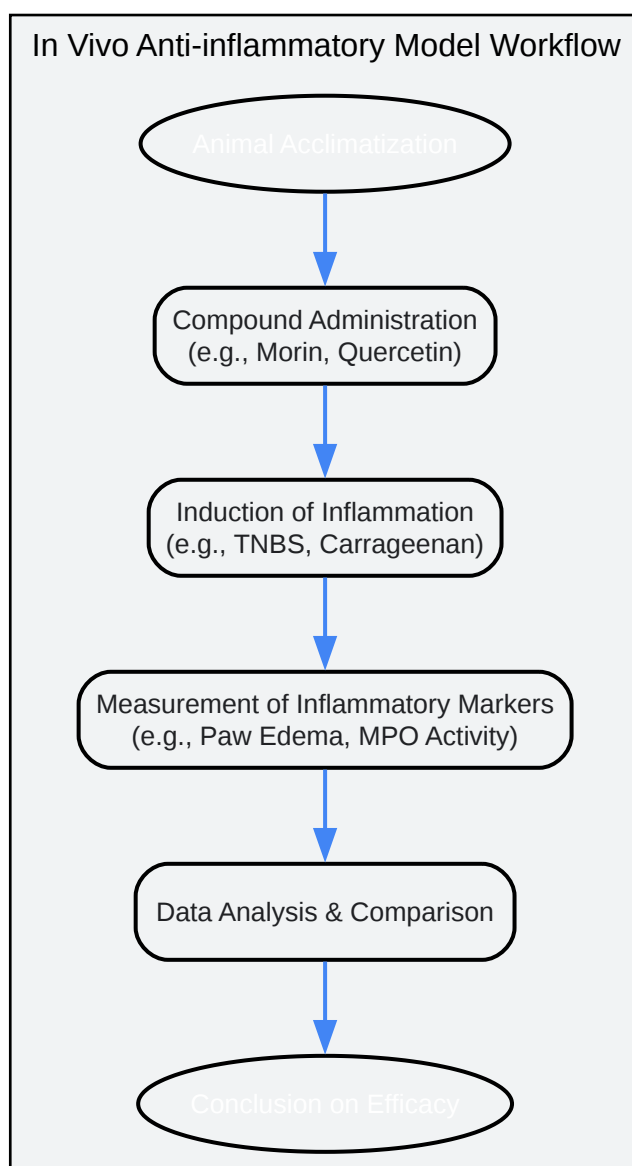 In Vivo Anti-inflammatory Model Workflow
Animal Acclimatization
Compound Administration
(e.g., Morin, Quercetin)
Induction of Inflammation
(e.g., TNBS, Carrageenan)
Measurement of Inflammatory Markers
(e.g., Paw Edema, MPO Activity)
Data Analysis & Comparison
Conclusion on Efficacy